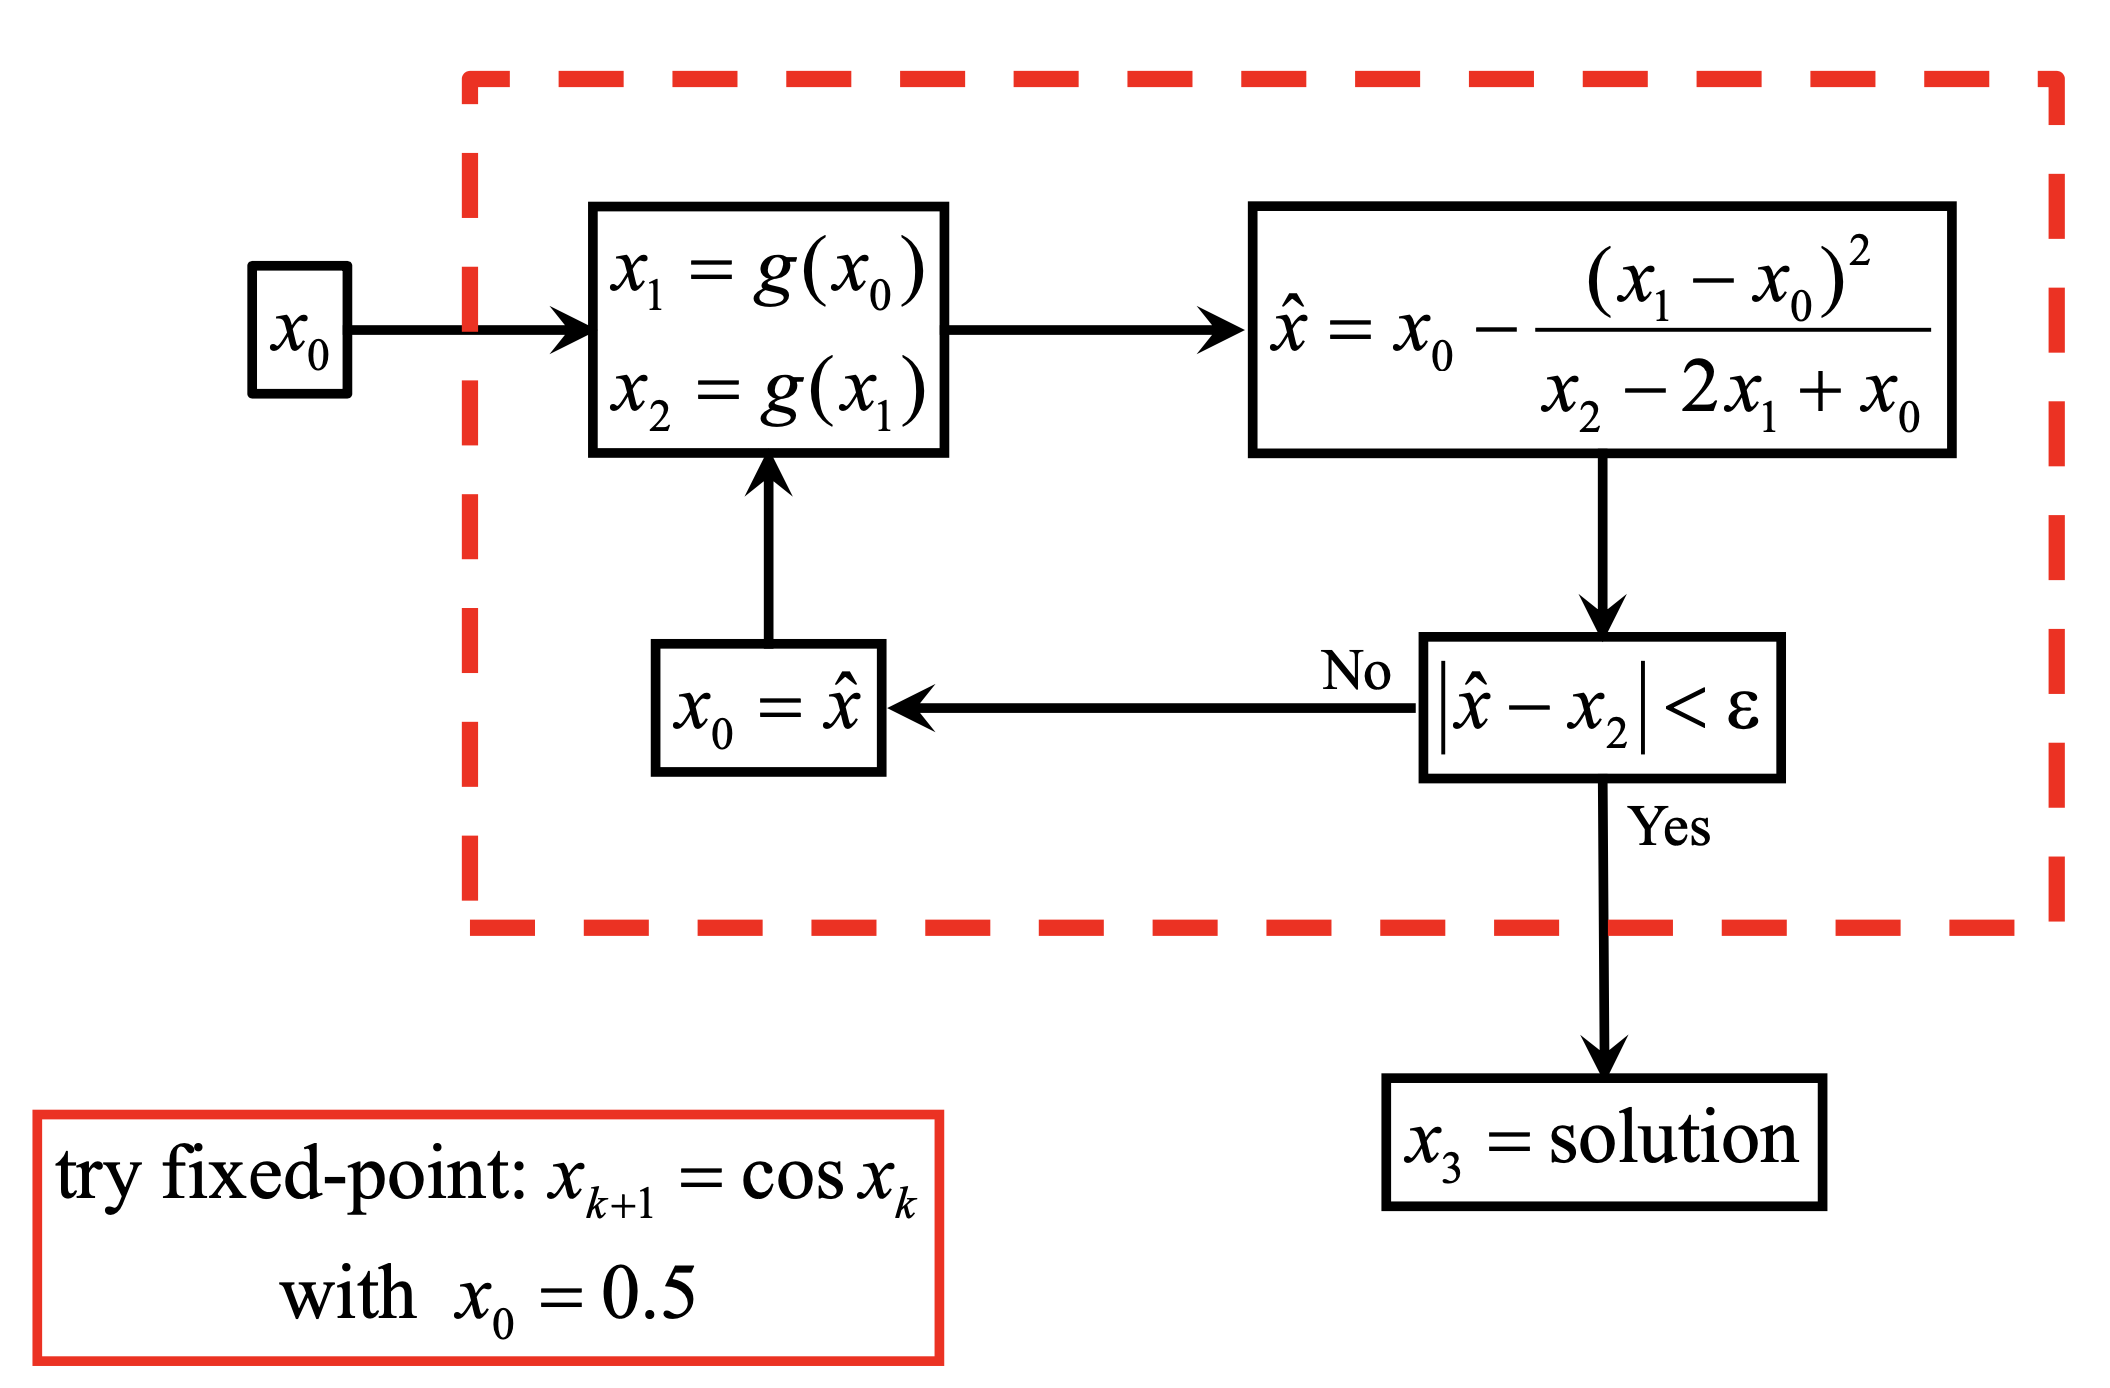 x₀
x₁ = g(x₀)
x₂ = g(x₁)
x̂ = x₀ − (x₁ − x₀)² / (x₂ − 2x₁ + x₀)
x₀ = x̂
No
|x̂ − x₂| < ε
Yes
x₃ = solution
try fixed-point: xₖ₊₁ = cos xₖ
with x₀ = 0.5